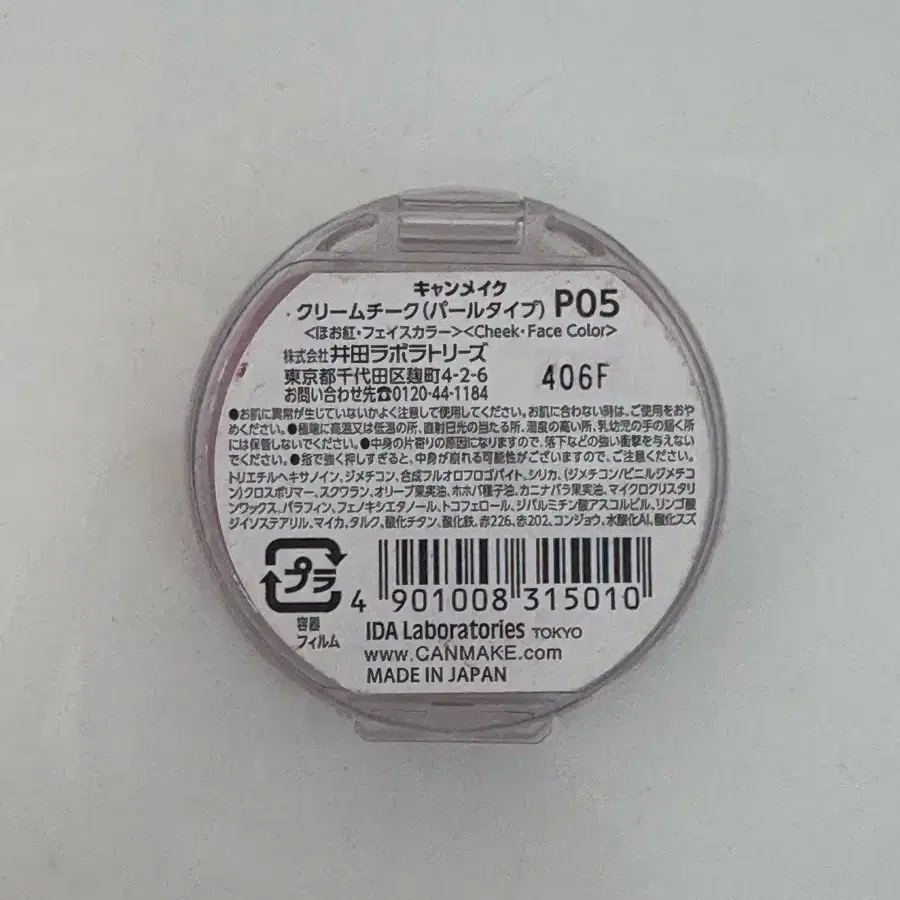 キャンメイク
クリームチーク(パールタイプ) P05
<ほお紅・フェイスカラー><Cheek・Face Color>
株式会社 井田ラボラトリーズ
東京都千代田区麹町4-2-6
406F
お問い合わせ先☎0120-44-1184
●お肌に異常が生じていないかよく注意して使用してください。お肌に合わない時は、ご使用をおや
めください。●極端に高温又は低温の所、直射日光の当たる所、湿度の高い所、乳幼児の手の届く所
には保管しないでください。●中身の片寄りの原因になりますので、落下などの強い衝撃を与えない
でください。●指で強く押しすぎると、中身が崩れる可能性がございますので、ご注意ください。
トリエチルヘキサノイン、ジメチコン、合成フルオロフロゴパイト、シリカ、(ジメチコン/ビニルジメチコ
ン)クロスポリマー、スクワラン、オリーブ果実油、ホホバ種子油、カニナバラ果実油、マイクロクリスタリ
ンワックス、パラフィン、フェノキシエタノール、トコフェロール、ジパルミチン酸アスコルビル、リンゴ酸
ジイソステアリル、マイカ、タルク、酸化チタン、酸化鉄、赤226、赤202、コンジョウ、水酸化Al、酸化スズ
プラ
容器
フィルム
4 901008 315010
IDA Laboratories TOKYO
www.CANMAKE.com
MADE IN JAPAN